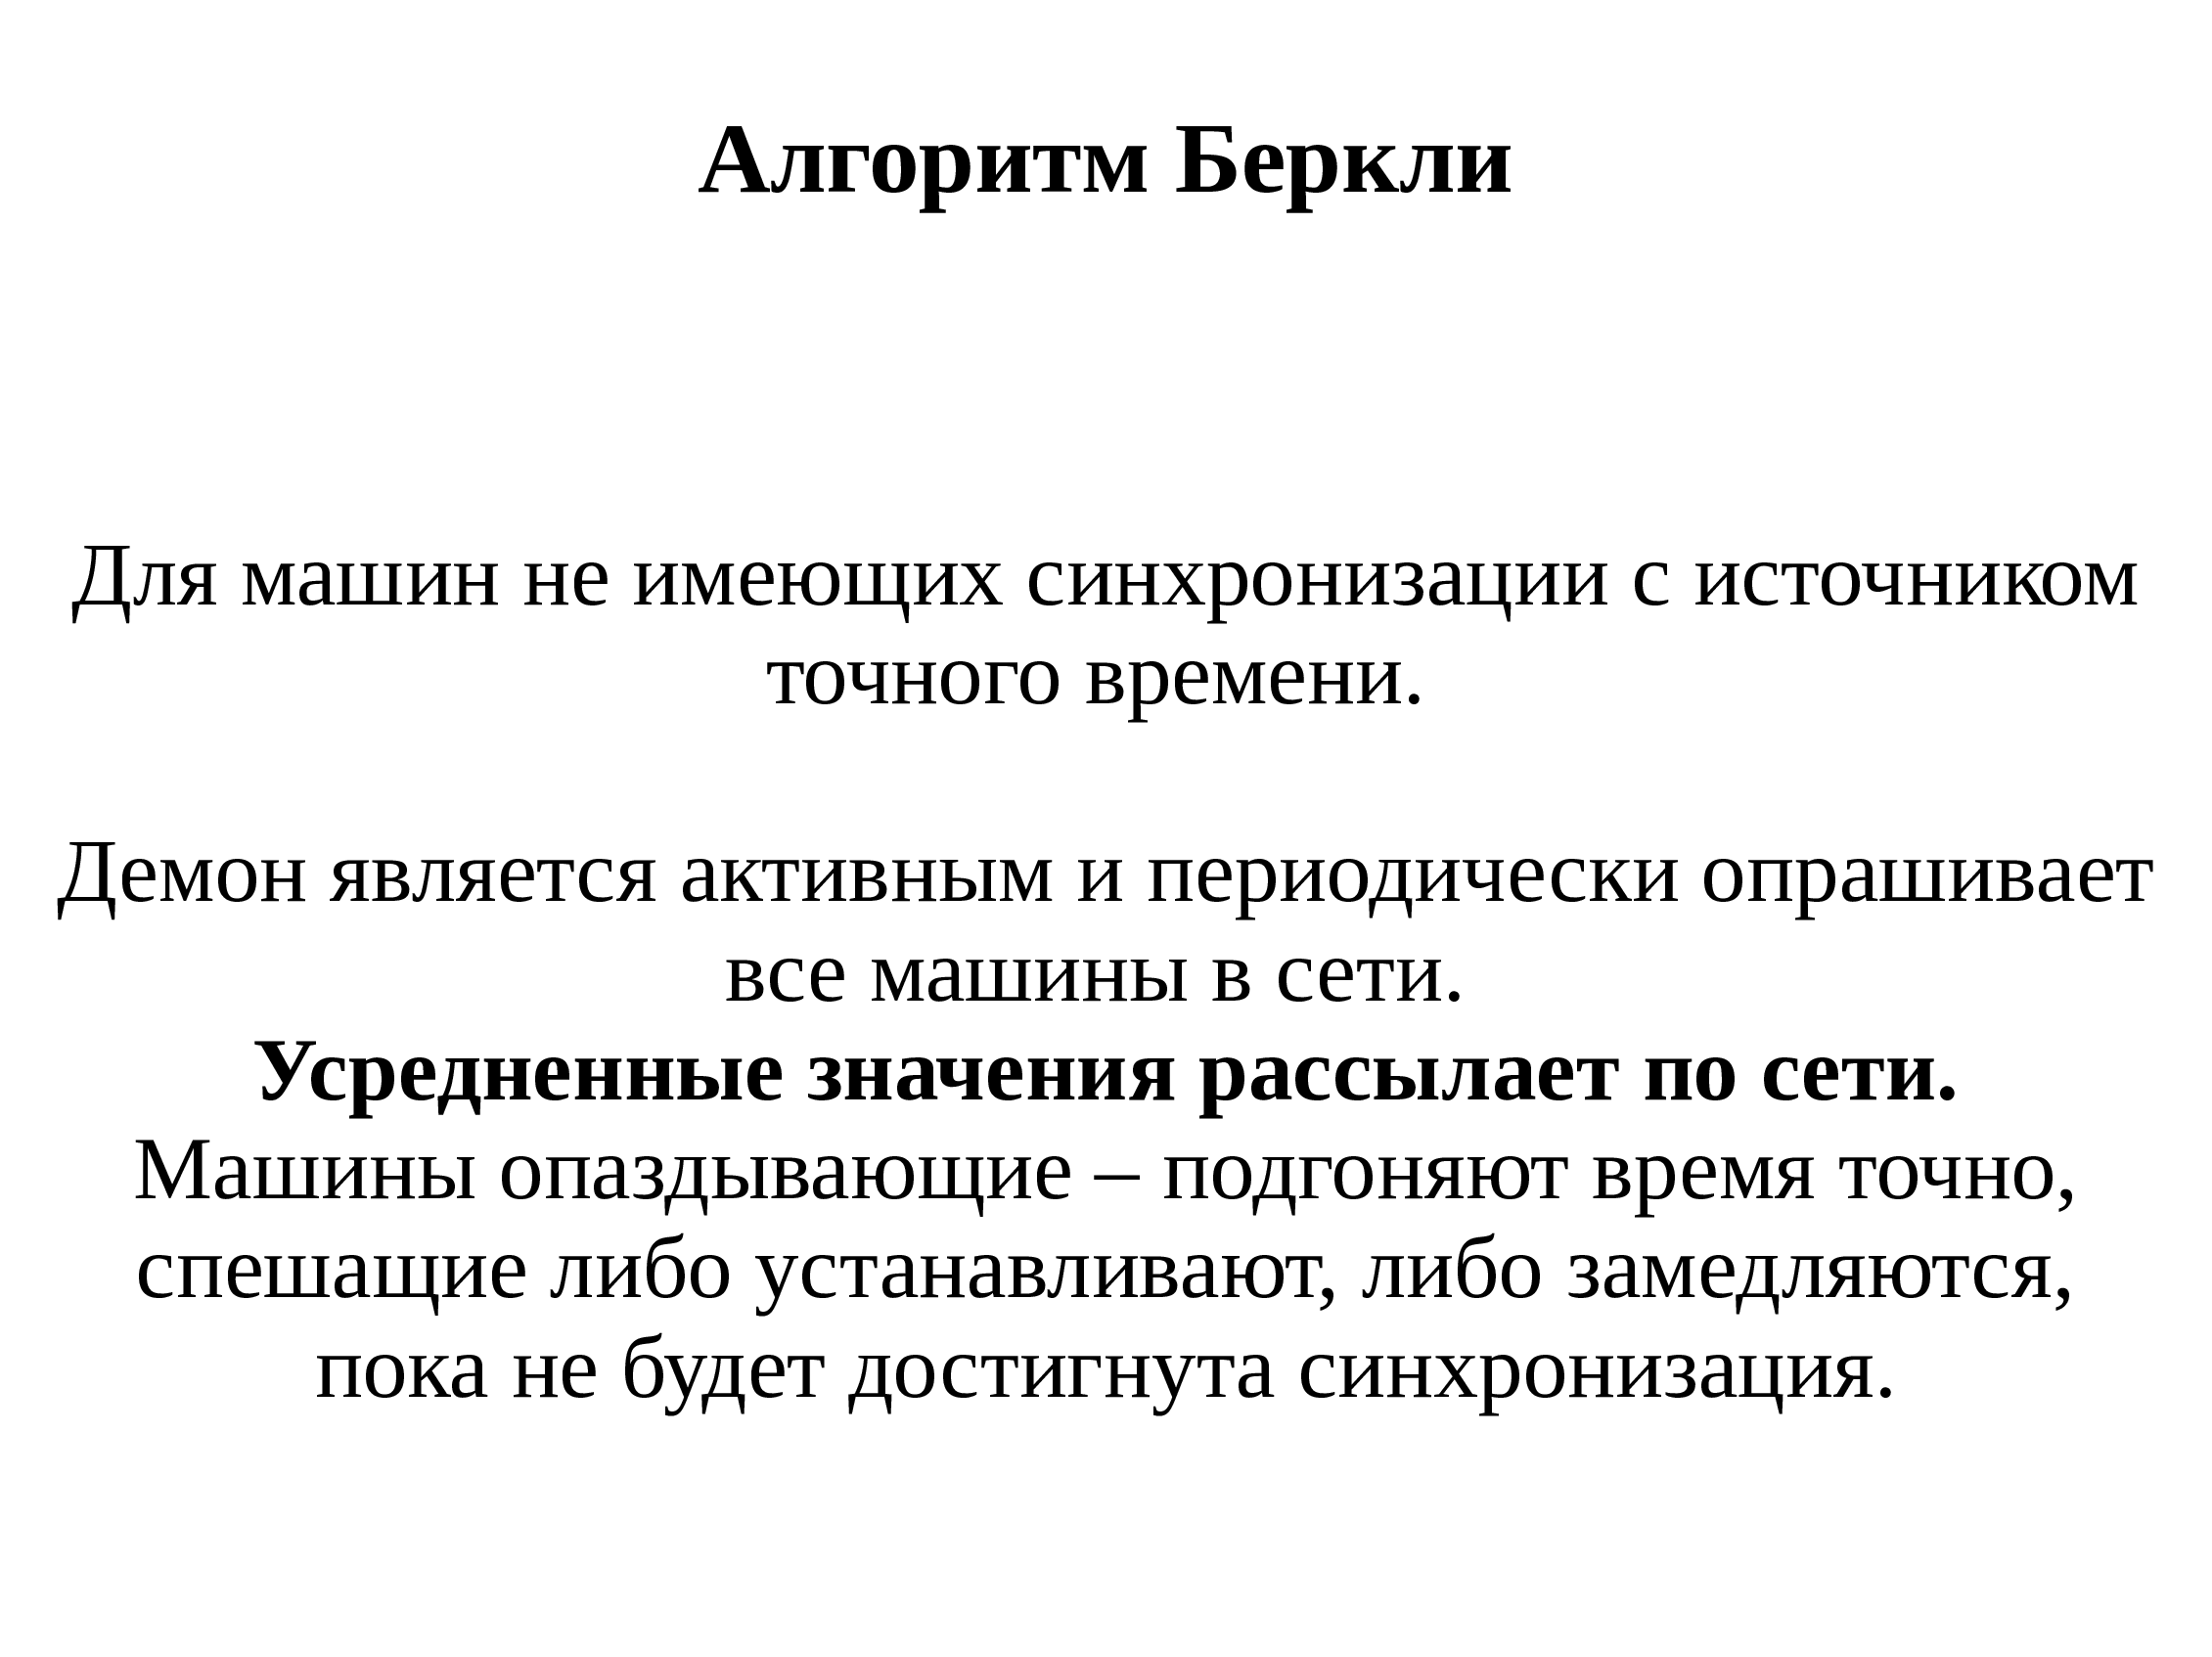 Алгоритм Беркли
Для машин не имеющих синхронизации с источником
точного времени.
Демон является активным и периодически опрашивает
все машины в сети.
Усредненные значения рассылает по сети.
Машины опаздывающие – подгоняют время точно,
спешащие либо устанавливают, либо замедляются,
пока не будет достигнута синхронизация.